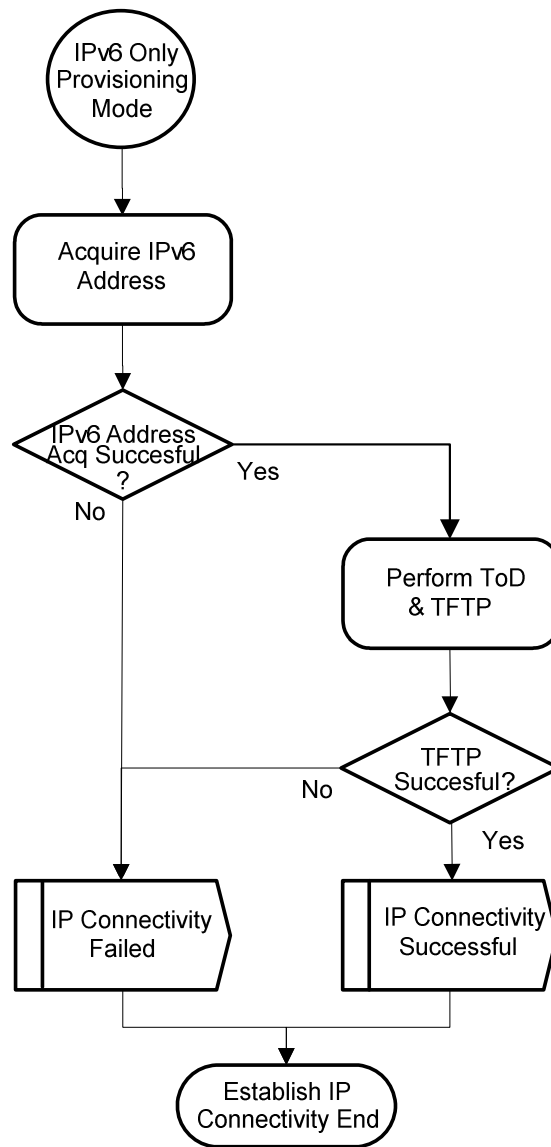 IPv6 Only
Provisioning
Mode
Acquire IPv6
Address
IPv6 Address
Acq Succesful
?
Yes
No
Perform ToD
& TFTP
TFTP
Succesful?
No
Yes
IP Connectivity
Failed
IP Connectivity
Successful
Establish IP
Connectivity End